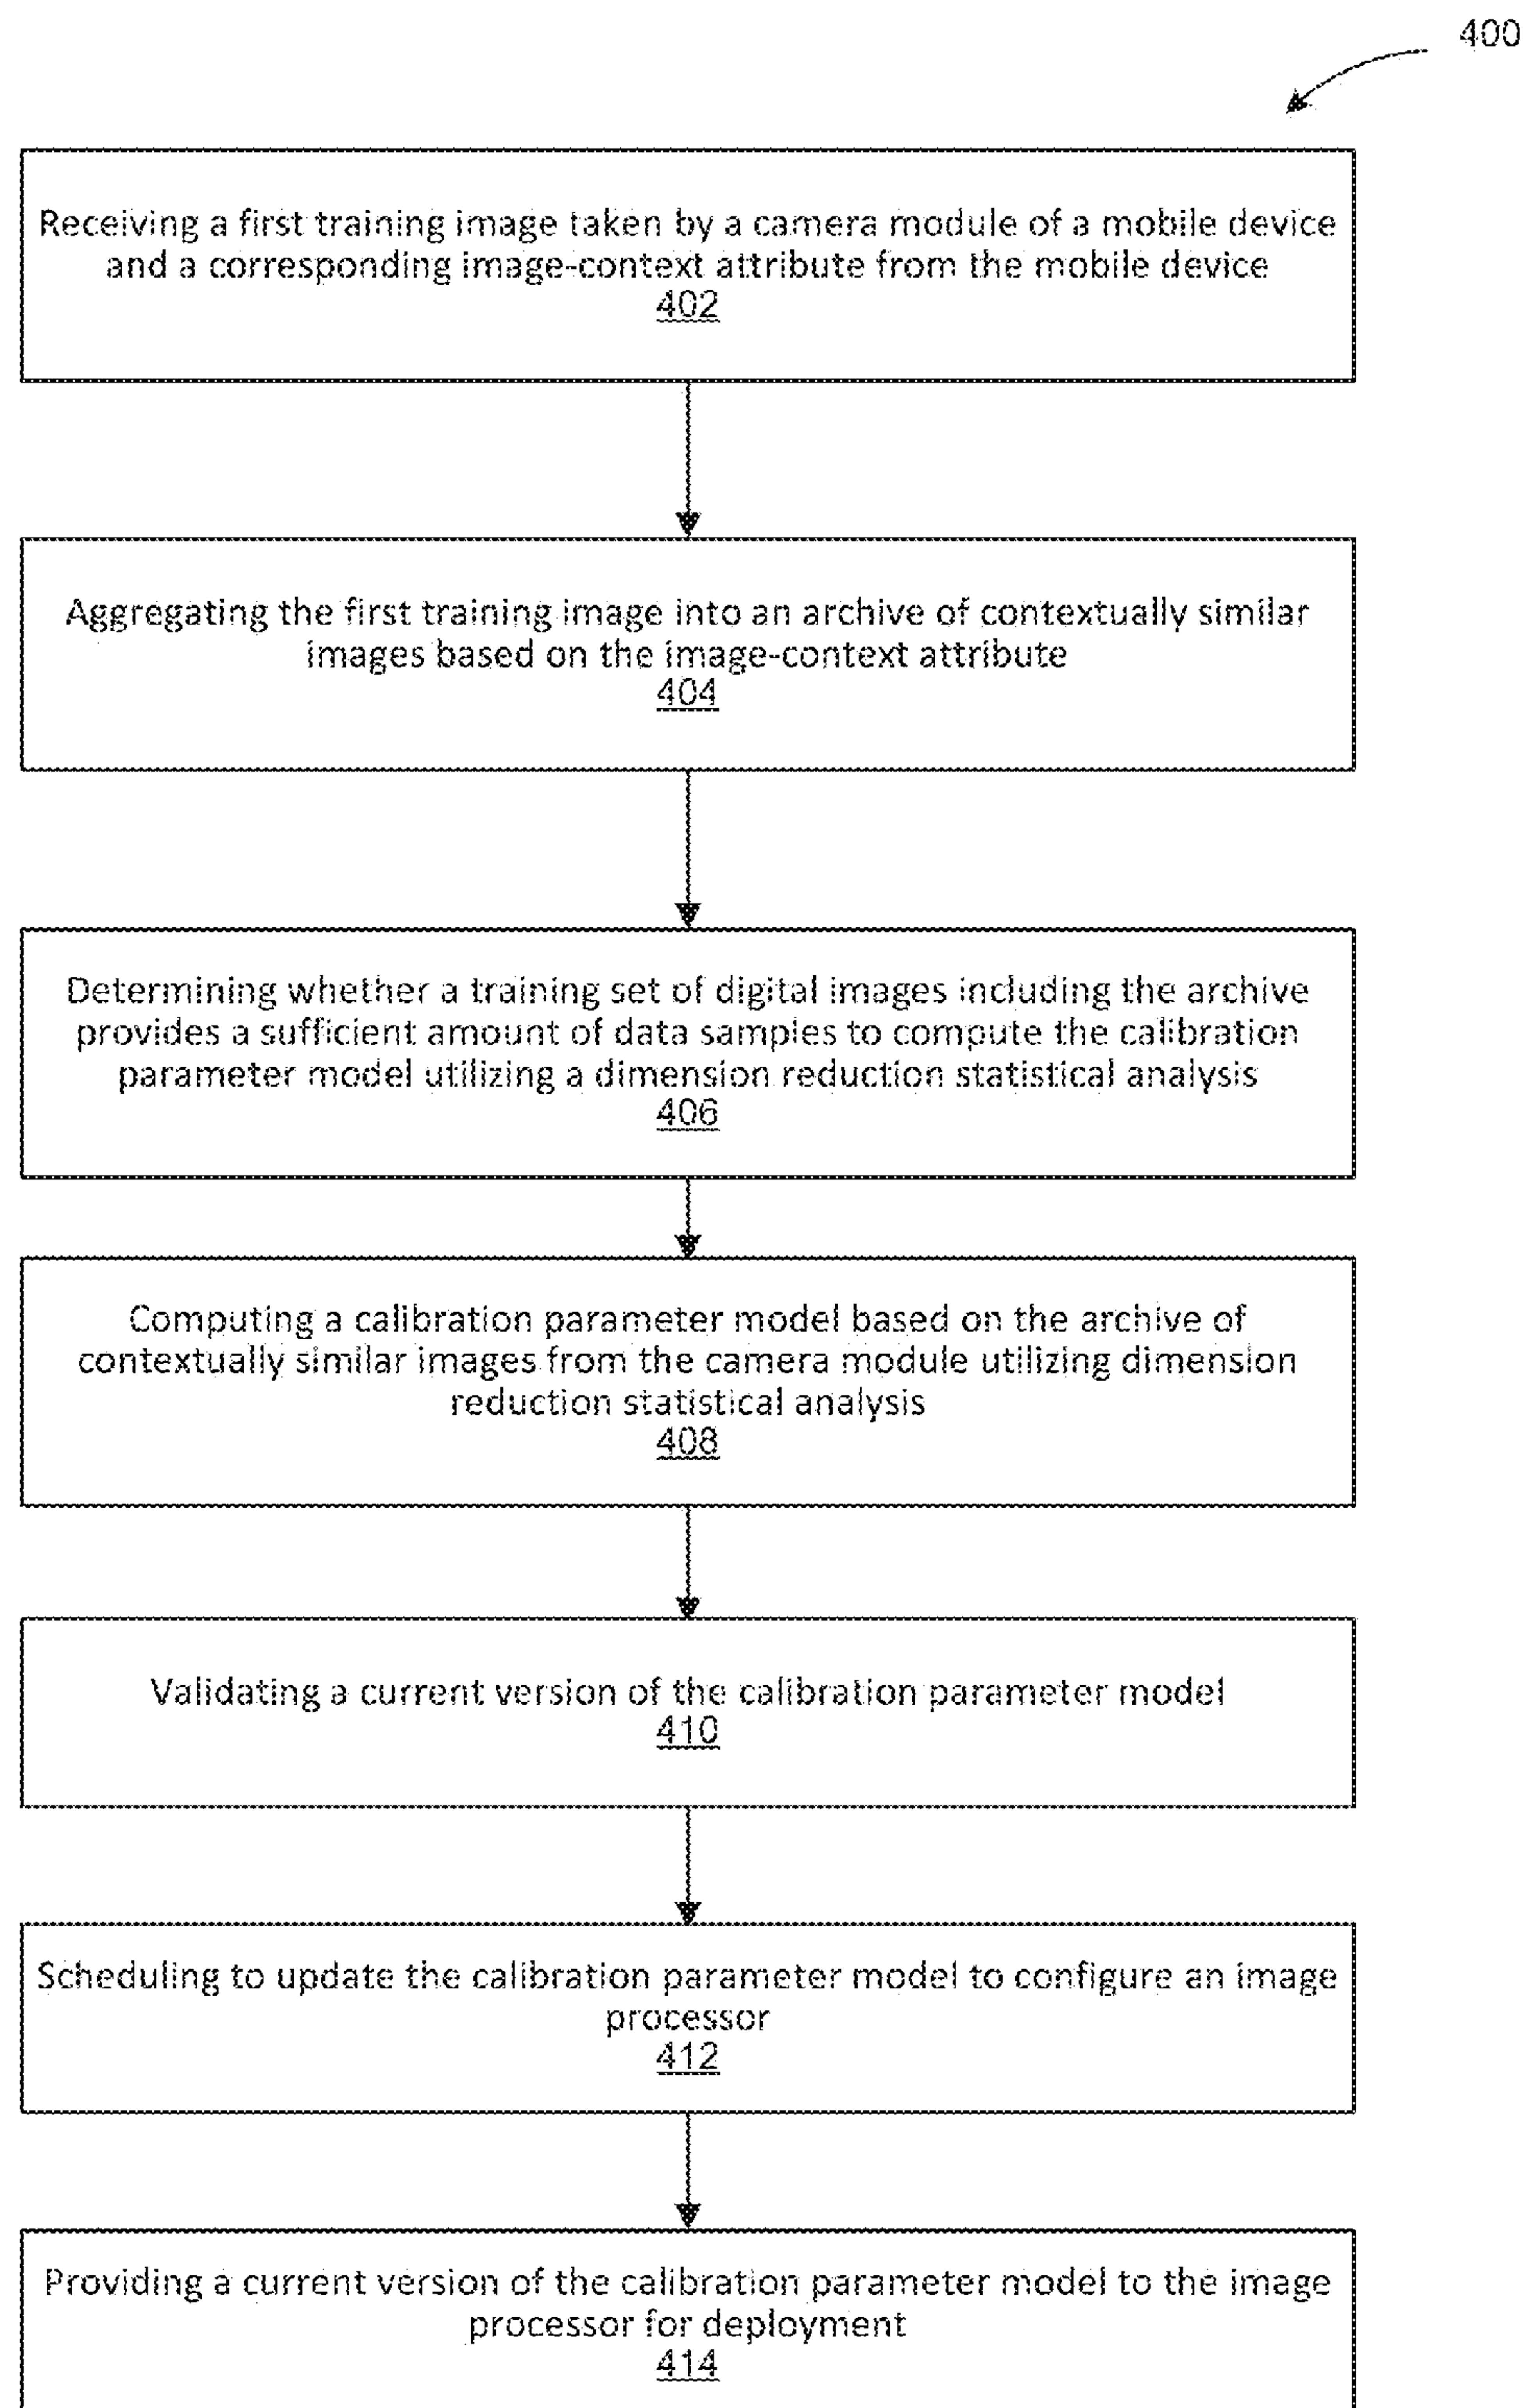 400
Receiving a first training image taken by a camera module of a mobile device
and a corresponding image-context attribute from the mobile device
402
Aggregating the first training image into an archive of contextually similar
images based on the image-context attribute
404
Determining whether a training set of digital images including the archive
provides a sufficient amount of data samples to compute the calibration
parameter model utilizing a dimension reduction statistical analysis
406
Computing a calibration parameter model based on the archive of
contextually similar images from the camera module utilizing dimension
reduction statistical analysis
408
Validating a current version of the calibration parameter model
410
Scheduling to update the calibration parameter model to configure an image
processor
412
Providing a current version of the calibration parameter model to the image
processor for deployment
414